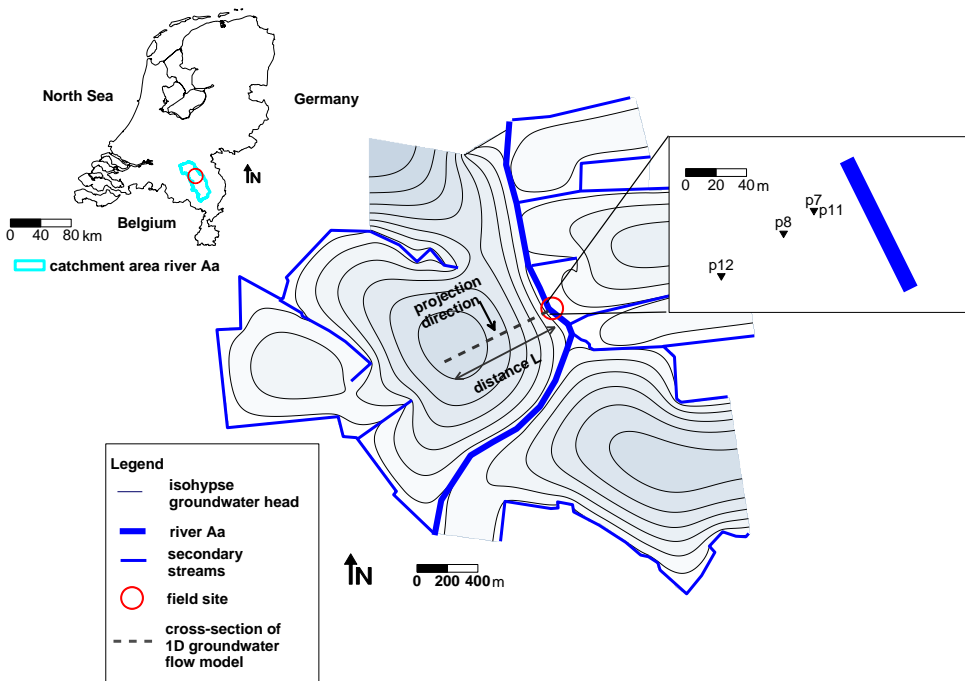 North Sea
Germany
N
Belgium
0 40 80 km
catchment area river Aa
projection
direction
distance L
0 20 40 m
p7
p11
p8
p12
Legend
isohypse
groundwater head
river Aa
secondary
streams
field site
cross-section of
1D groundwater
flow model
N
0 200 400 m